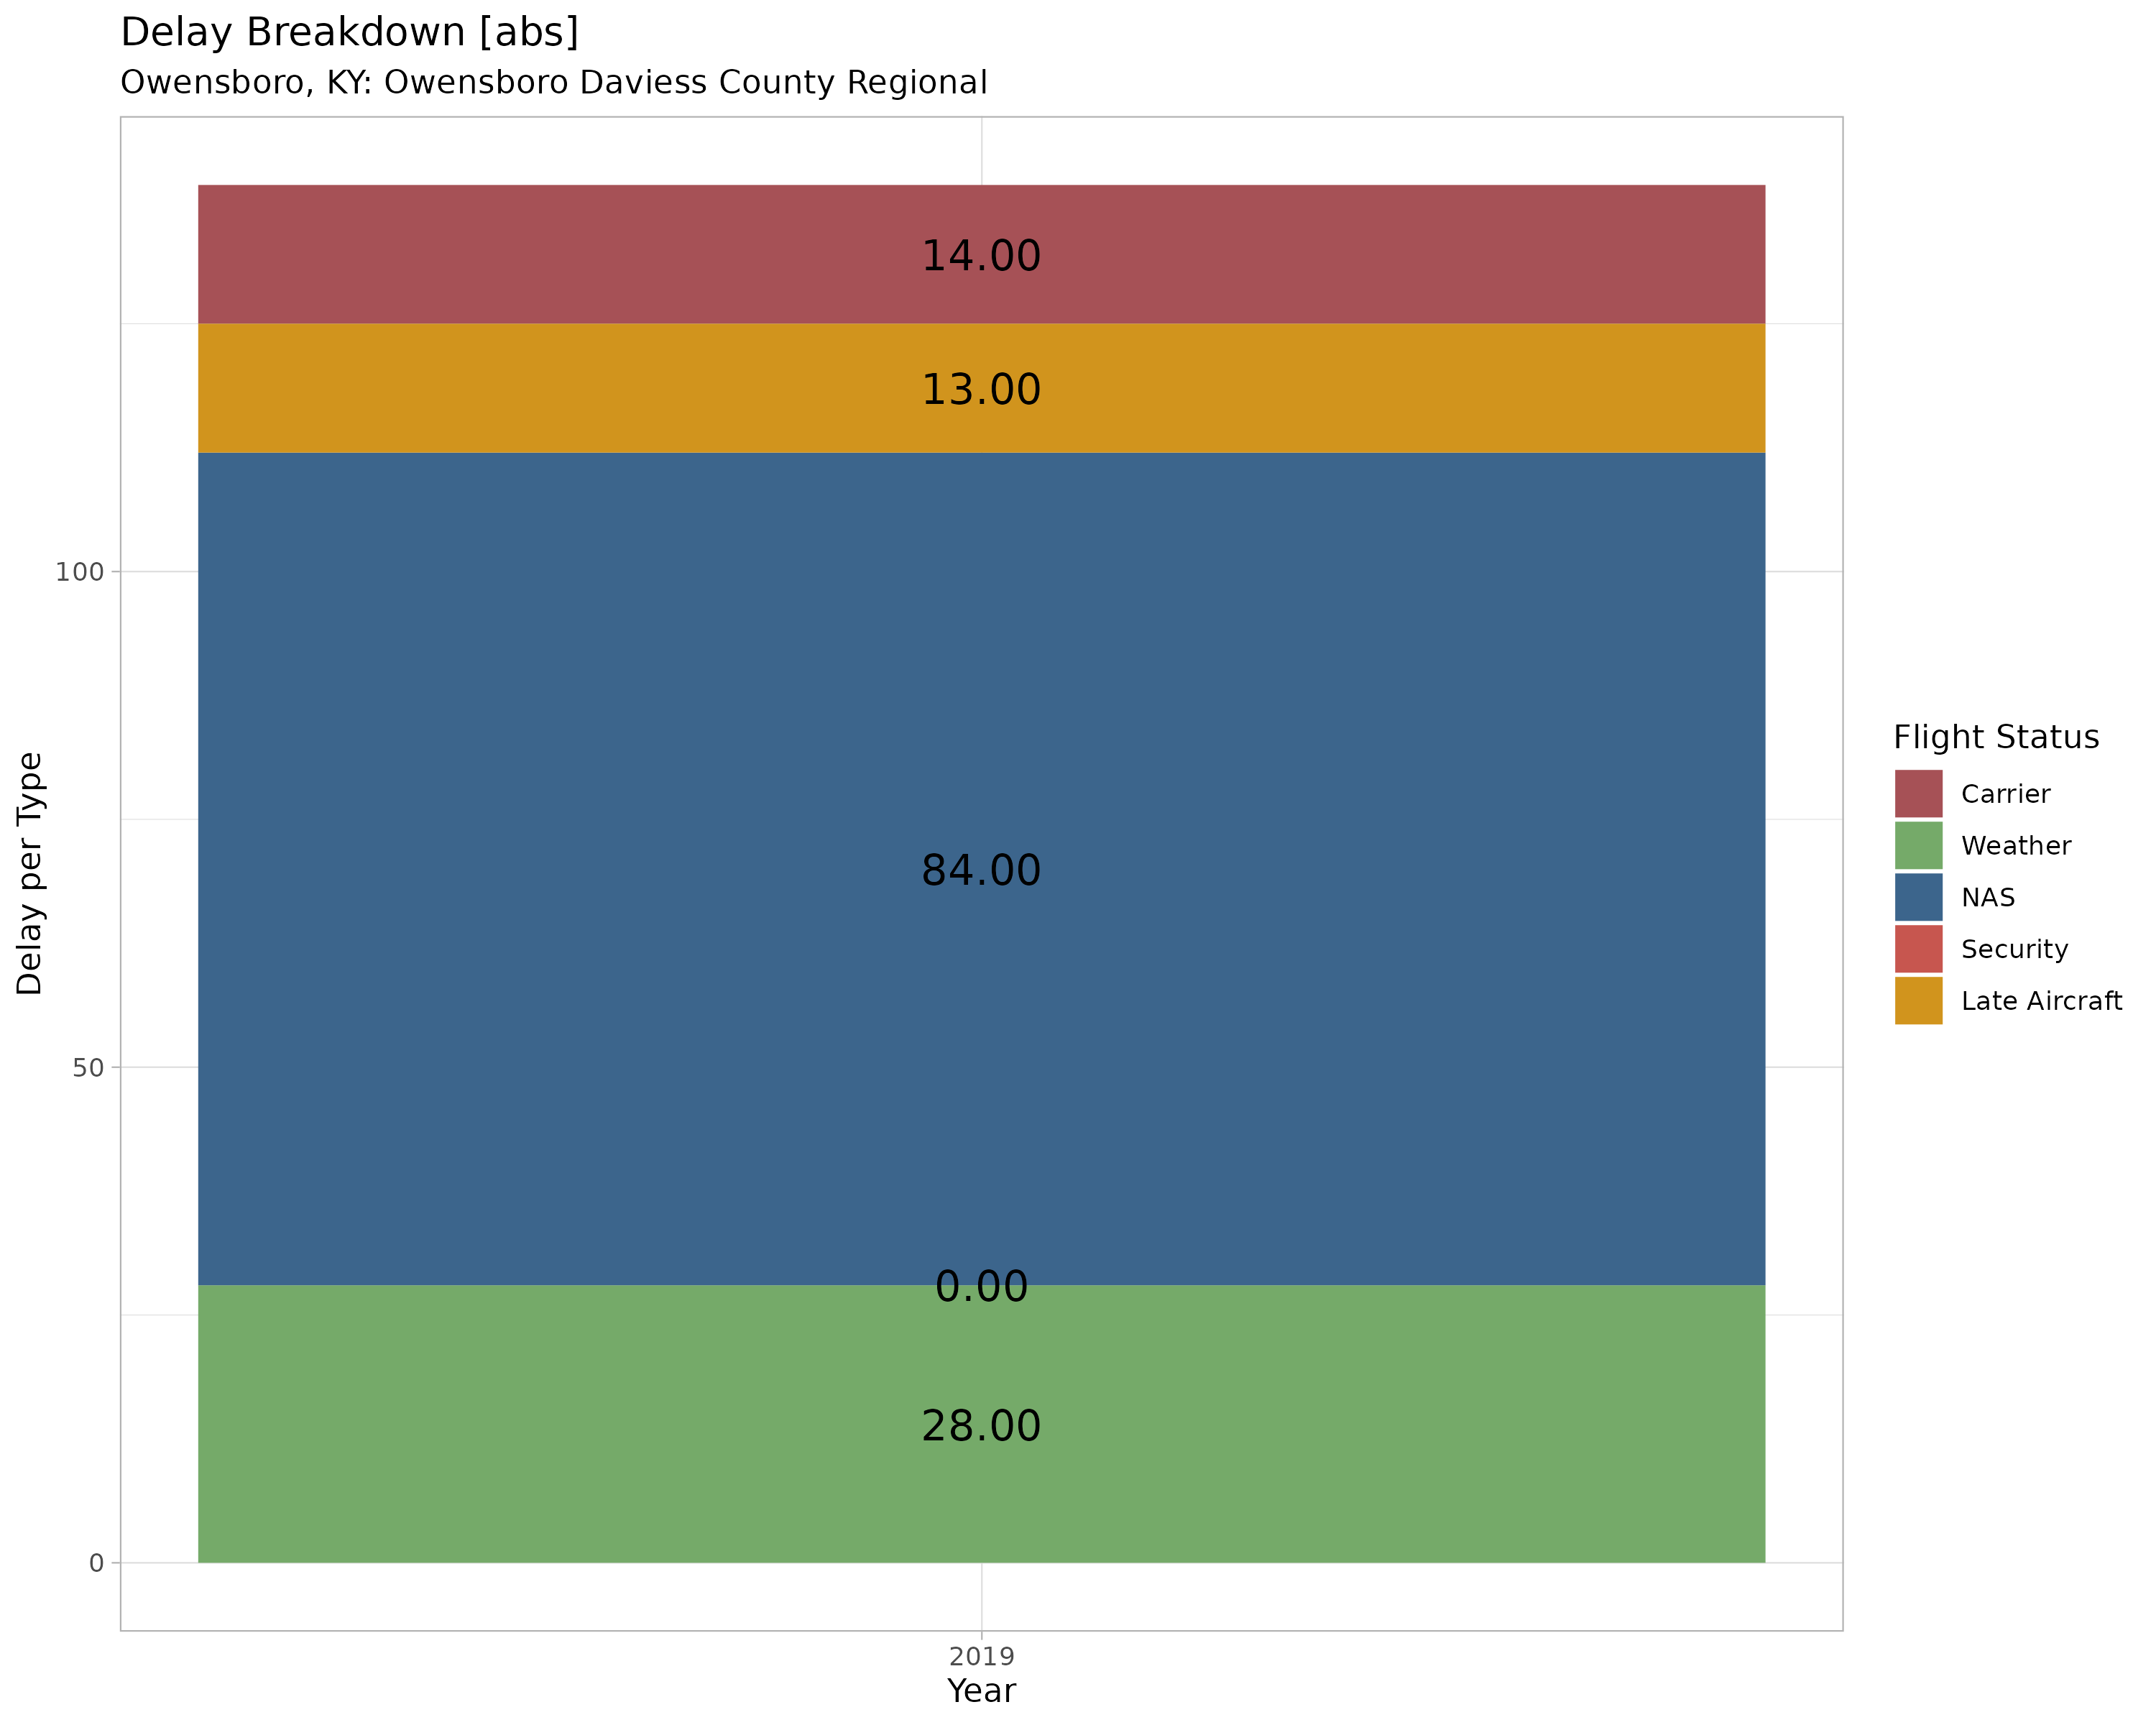 Delay Breakdown [abs]
Owensboro, KY: Owensboro Daviess County Regional
14.00
13.00
84.00
0.00
28.00
100
50
0
Delay per Type
2019
Year
Flight Status
Carrier
Weather
NAS
Security
Late Aircraft